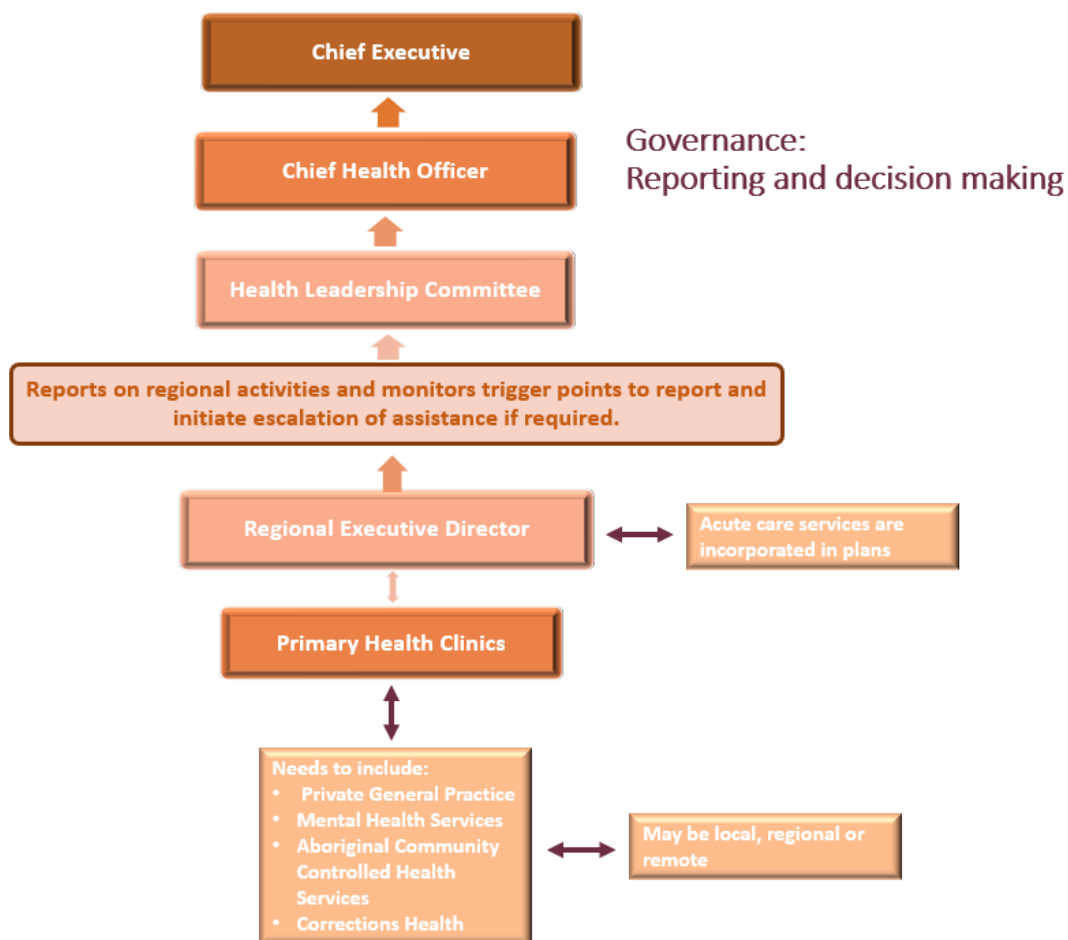 Chief Executive
Chief Health Officer
Governance:
Reporting and decision making
Health Leadership Committee
Reports on regional activities and monitors trigger points to report and
initiate escalation of assistance if required.
Regional Executive Director
Acute care services are
incorporated in plans
Primary Health Clinics
Needs to include:
• Private General Practice
• Mental Health Services
• Aboriginal Community
Controlled Health
Services
• Corrections Health
May be local, regional or
remote